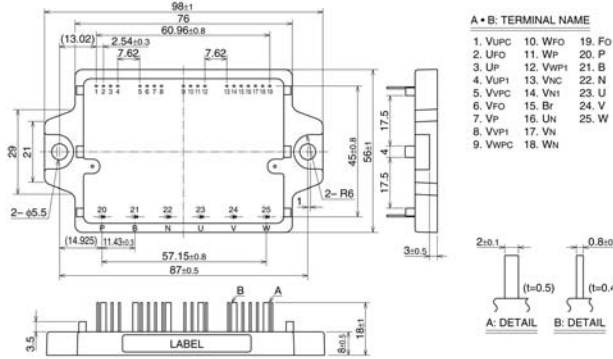 98±1
76
60.96±0.8
(13.02)
2.54±0.3
7.62
7.62
1 2 3 4 5 6 7 8 9 10 11 12 13 14 15 16 17 18 19
29
21
45±0.8
56±1
2- φ5.5
2- R6
1
20 21 22 23 24 25
P B N U V W
(14.925)
11.43±0.3
57.15±0.8
87±0.5
17.5
4
17.5
3±0.5
B
A
LABEL
3.5
8±0.5
18±1
A • B: TERMINAL NAME
1. VUPC 10. WFO 19. FO
2. UFO 11. WP 20. P
3. UP 12. VWP1 21. B
4. VUP1 13. VNC 22. N
5. VVPC 14. VN1 23. U
6. VFO 15. Br 24. V
7. VP 16. UN 25. W
8. VVP1 17. VN
9. VWPC 18. WN
2±0.1
0.8±0
(t=0.5)
(t=0.4
A: DETAIL B: DETAIL